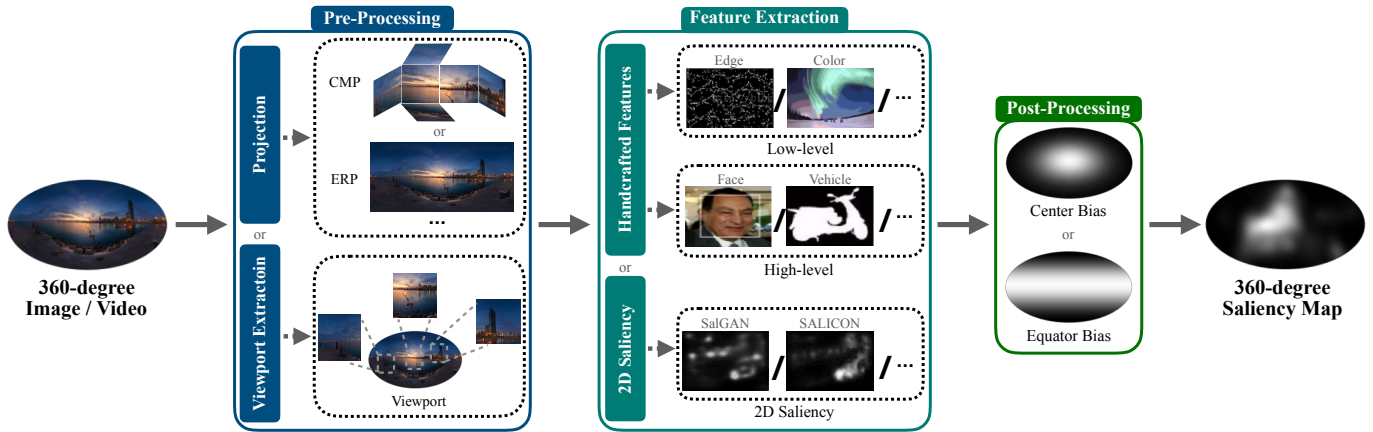 360-degree
Image / Video
Pre-Processing
Projection
CMP
or
ERP
...
or
Viewport Extractoin
Viewport
Feature Extraction
Handcrafted Features
Edge
Color
/
/ ...
Low-level
Face
Vehicle
/
/ ...
High-level
or
2D Saliency
SalGAN
SALICON
/
/ ...
2D Saliency
Post-Processing
Center Bias
or
Equator Bias
360-degree
Saliency Map